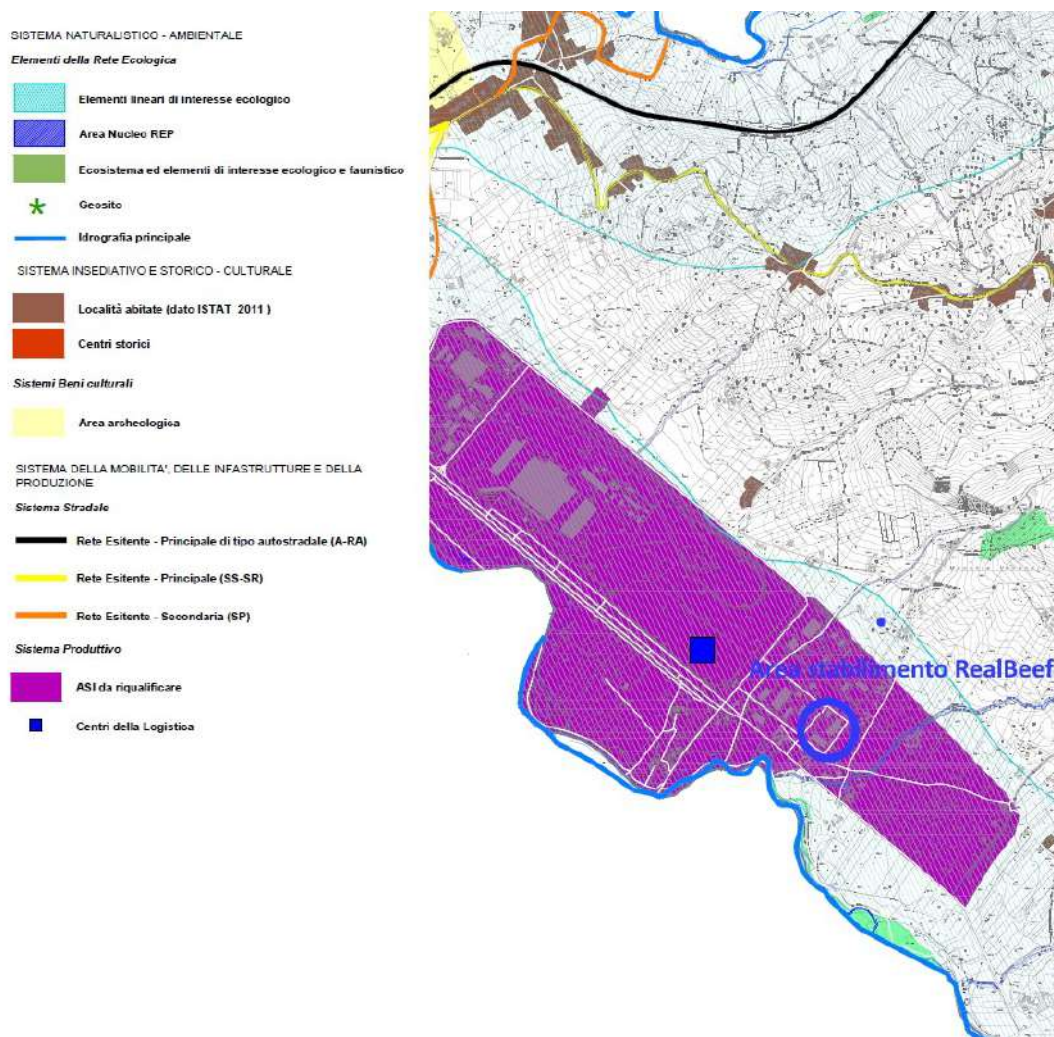 SISTEMA NATURALISTICO - AMBIENTALE
Elementi della Rete Ecologica
Elementi lineari di interesse ecologico
Area Nucleo REP
Ecosistema ed elementi di interesse ecologico e faunistico
Geosito
Idrografia principale
SISTEMA INSEDIATIVO E STORICO - CULTURALE
Località abitate (dato ISTAT 2011 )
Centri storici
Sistemi Beni culturali
Area archeologica
SISTEMA DELLA MOBILITA', DELLE INFASTRUTTURE E DELLA
PRODUZIONE
Sistema Stradale
Rete Esitente - Principale di tipo autostradale (A-RA)
Rete Esitente - Principale (SS-SR)
Rete Esitente - Secondaria (SP)
Sistema Produttivo
ASI da riqualificare
Centri della Logistica
Area stabilimento RealBeef